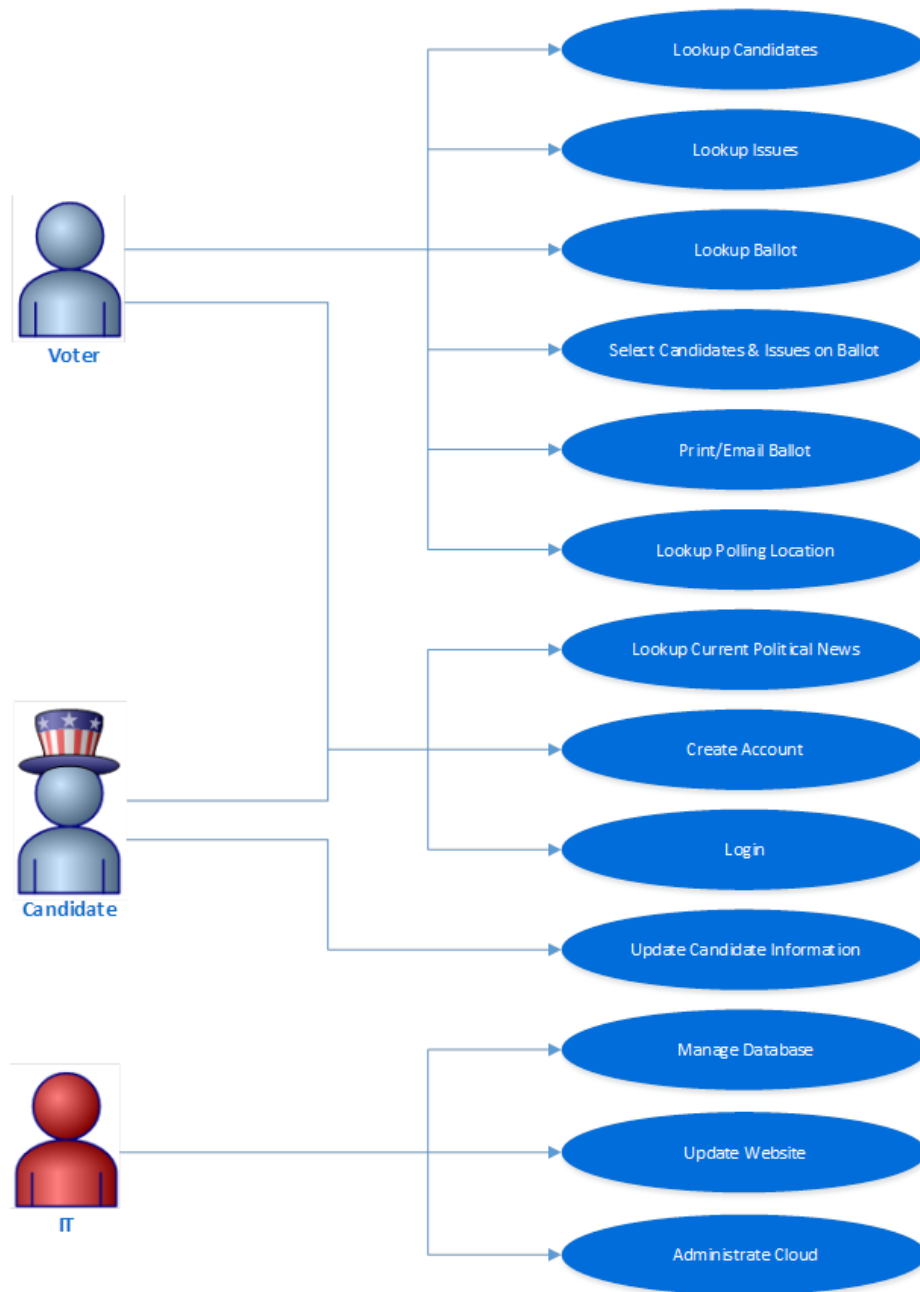 Lookup Candidates
Lookup Issues
Lookup Ballot
Voter
Select Candidates & Issues on Ballot
Print/Email Ballot
Lookup Polling Location
Lookup Current Political News
Create Account
Login
Candidate
Update Candidate Information
Manage Database
Update Website
IT
Administrate Cloud